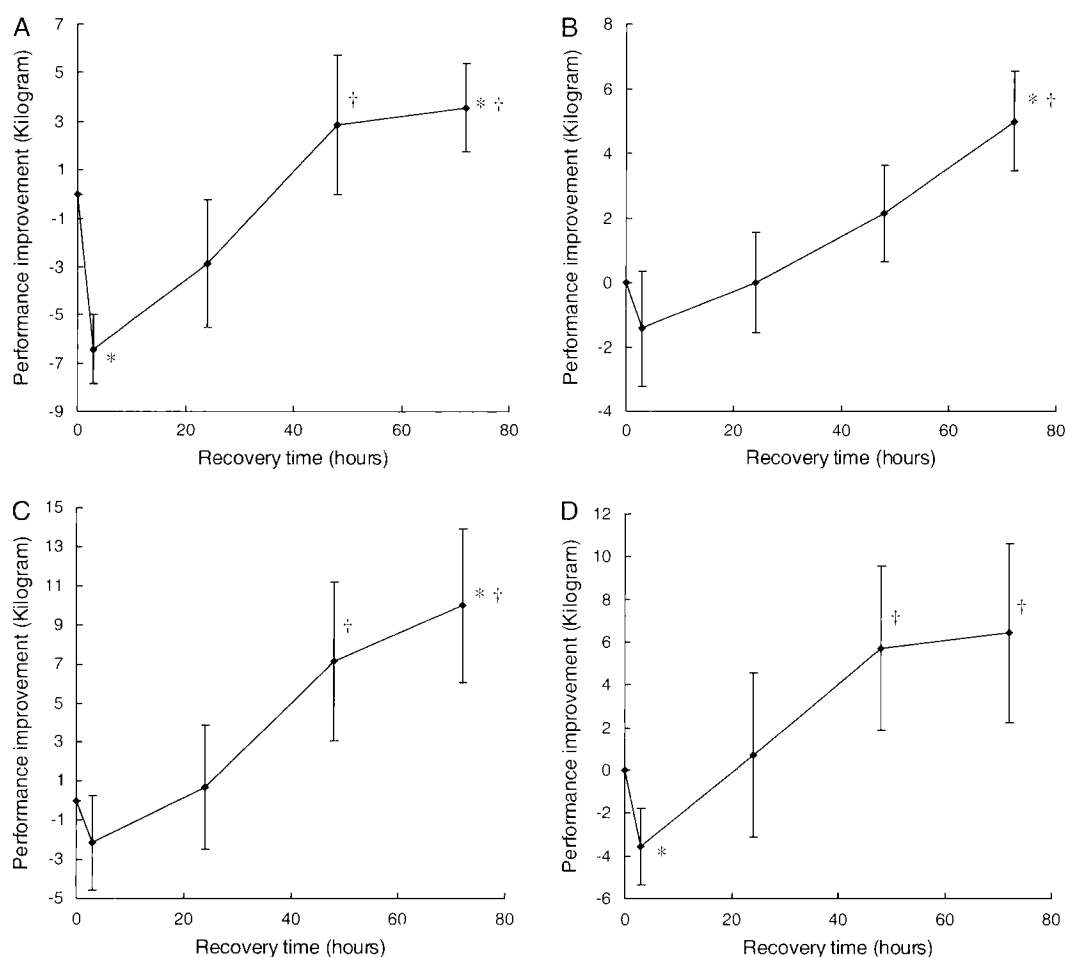 A
Performance improvement (Kilogram)
7
5
3
1
-1
-3
-5
-7
-9
†
* †
*
0 20 40 60 80
Recovery time (hours)
B
Performance improvement (Kilogram)
8
6
4
2
0
-2
-4
* †
0 20 40 60 80
Recovery time (hours)
C
Performance improvement (Kilogram)
15
13
11
9
7
5
3
1
-1
-3
-5
†
* †
0 20 40 60 80
Recovery time (hours)
D
Performance improvement (Kilogram)
12
10
8
6
4
2
0
-2
-4
-6
†
†
*
0 20 40 60 80
Recovery time (hours)